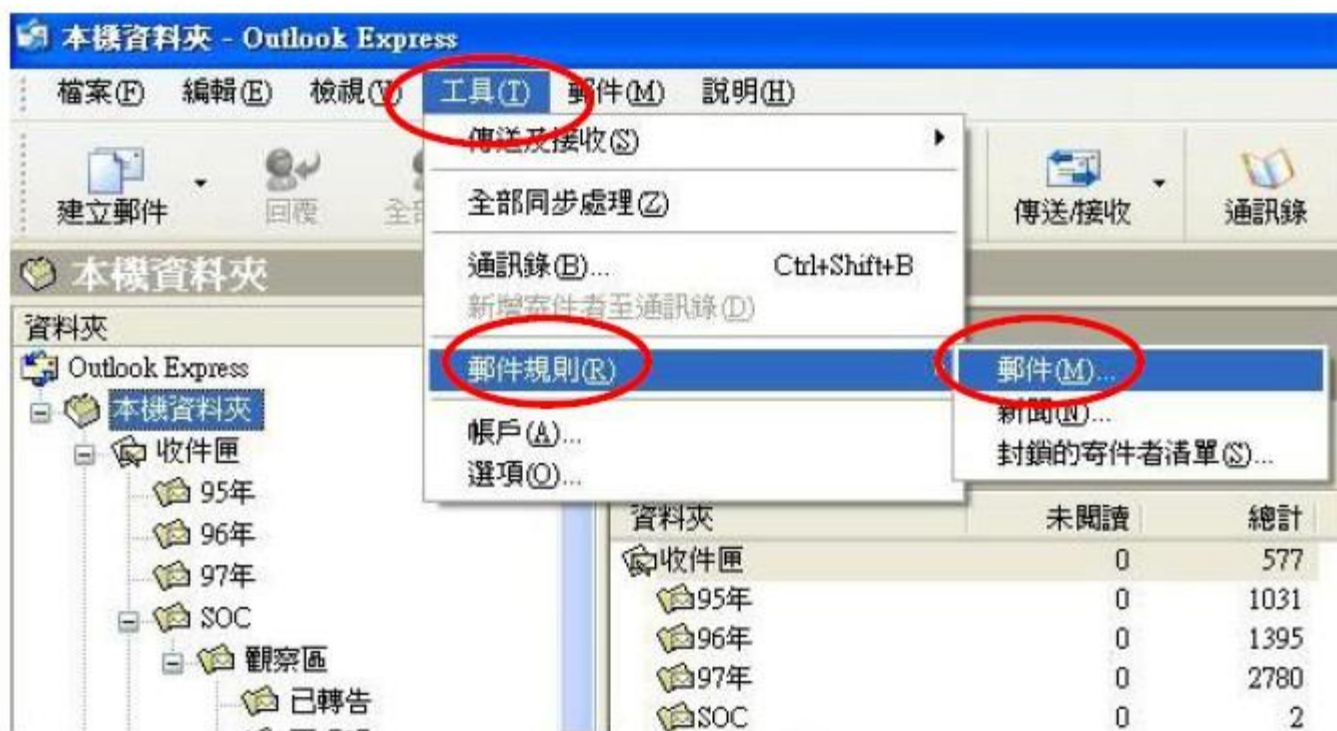 本機資料夾 - Outlook Express
檔案(F) 編輯(E) 檢視(V) 工具(T) 郵件(M) 說明(H)
建立郵件 回覆 全部 傳送/接收 通訊錄
傳送及接收(S)
全部同步處理(Z)
通訊錄(B)... Ctrl+Shift+B
新增寄件者至通訊錄(D)
郵件規則(R)
帳戶(A)...
選項(O)...
郵件(M)...
新聞(N)...
封鎖的寄件者清單(S)...
本機資料夾
資料夾
Outlook Express
本機資料夾
收件匣
95年
96年
97年
SOC
觀察區
已轉告
資料夾 未閱讀 總計
收件匣 0 577
95年 0 1031
96年 0 1395
97年 0 2780
SOC 0 2